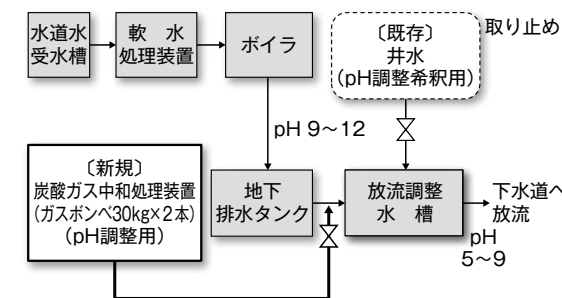 水道水
受水槽
軟　水
処理装置
ボイラ
〔既存〕
井水
(pH調整希釈用)
取り止め
pH 9〜12
〔新規〕
炭酸ガス中和処理装置
(ガスボンベ30kg×2本)
(pH調整用)
地下
排水タンク
放流調整
水　槽
下水道へ
放流
pH
5〜9